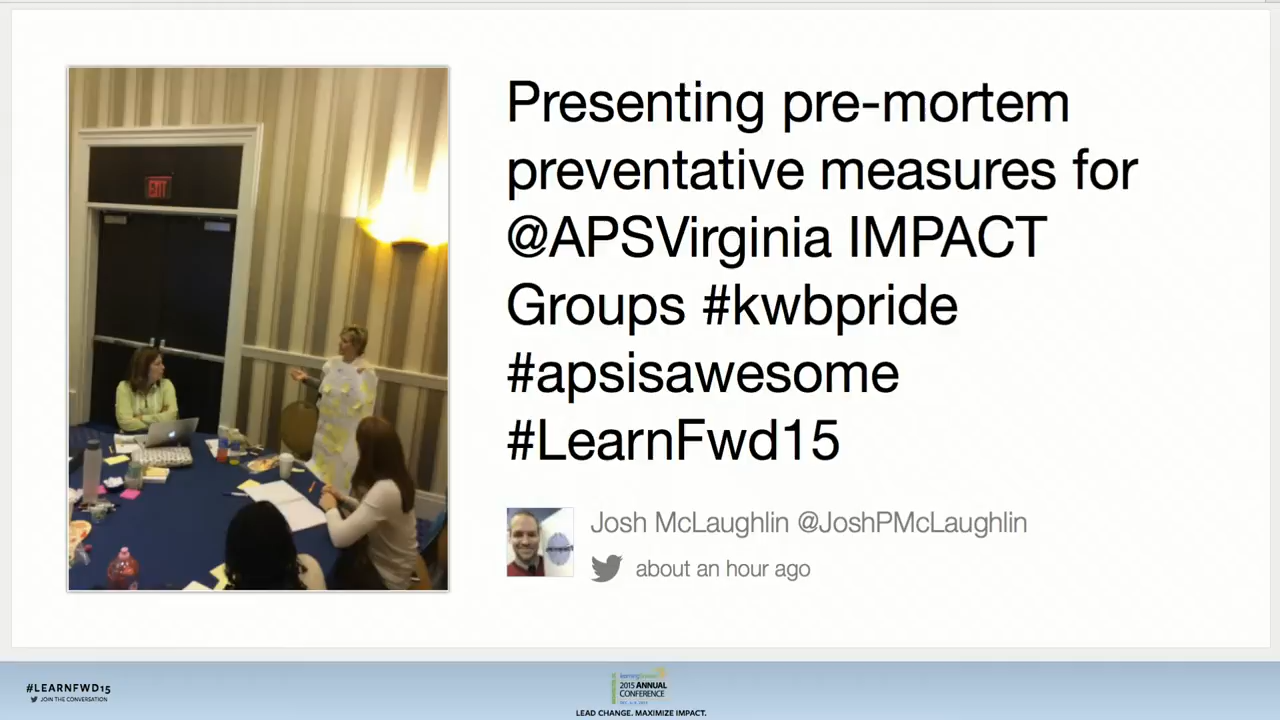 EXIT
Presenting pre-mortem
preventative measures for
@APSVirginia IMPACT
Groups #kwbpride
#apsisawesome
#LearnFwd15
Josh McLaughlin @JoshPMcLaughlin
about an hour ago
#LEARNFWD15
JOIN THE CONVERSATION
learningforward
2015 ANNUAL
CONFERENCE
LEAD CHANGE. MAXIMIZE IMPACT.